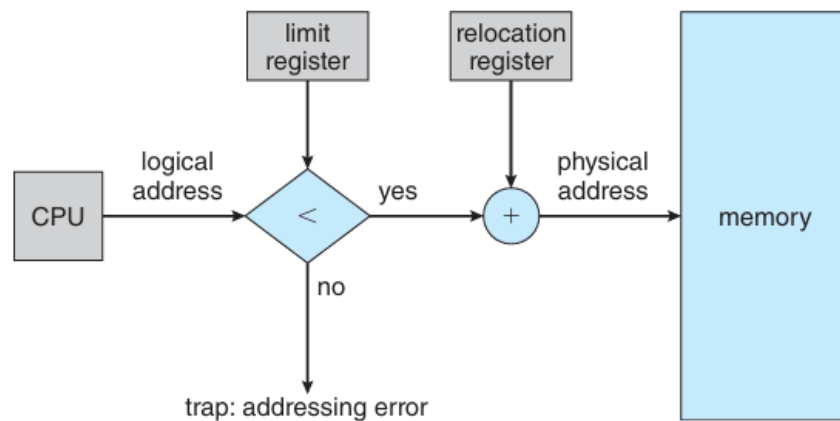 limit
register
relocation
register
logical
address
physical
address
CPU
<
yes
+
memory
no
trap: addressing error